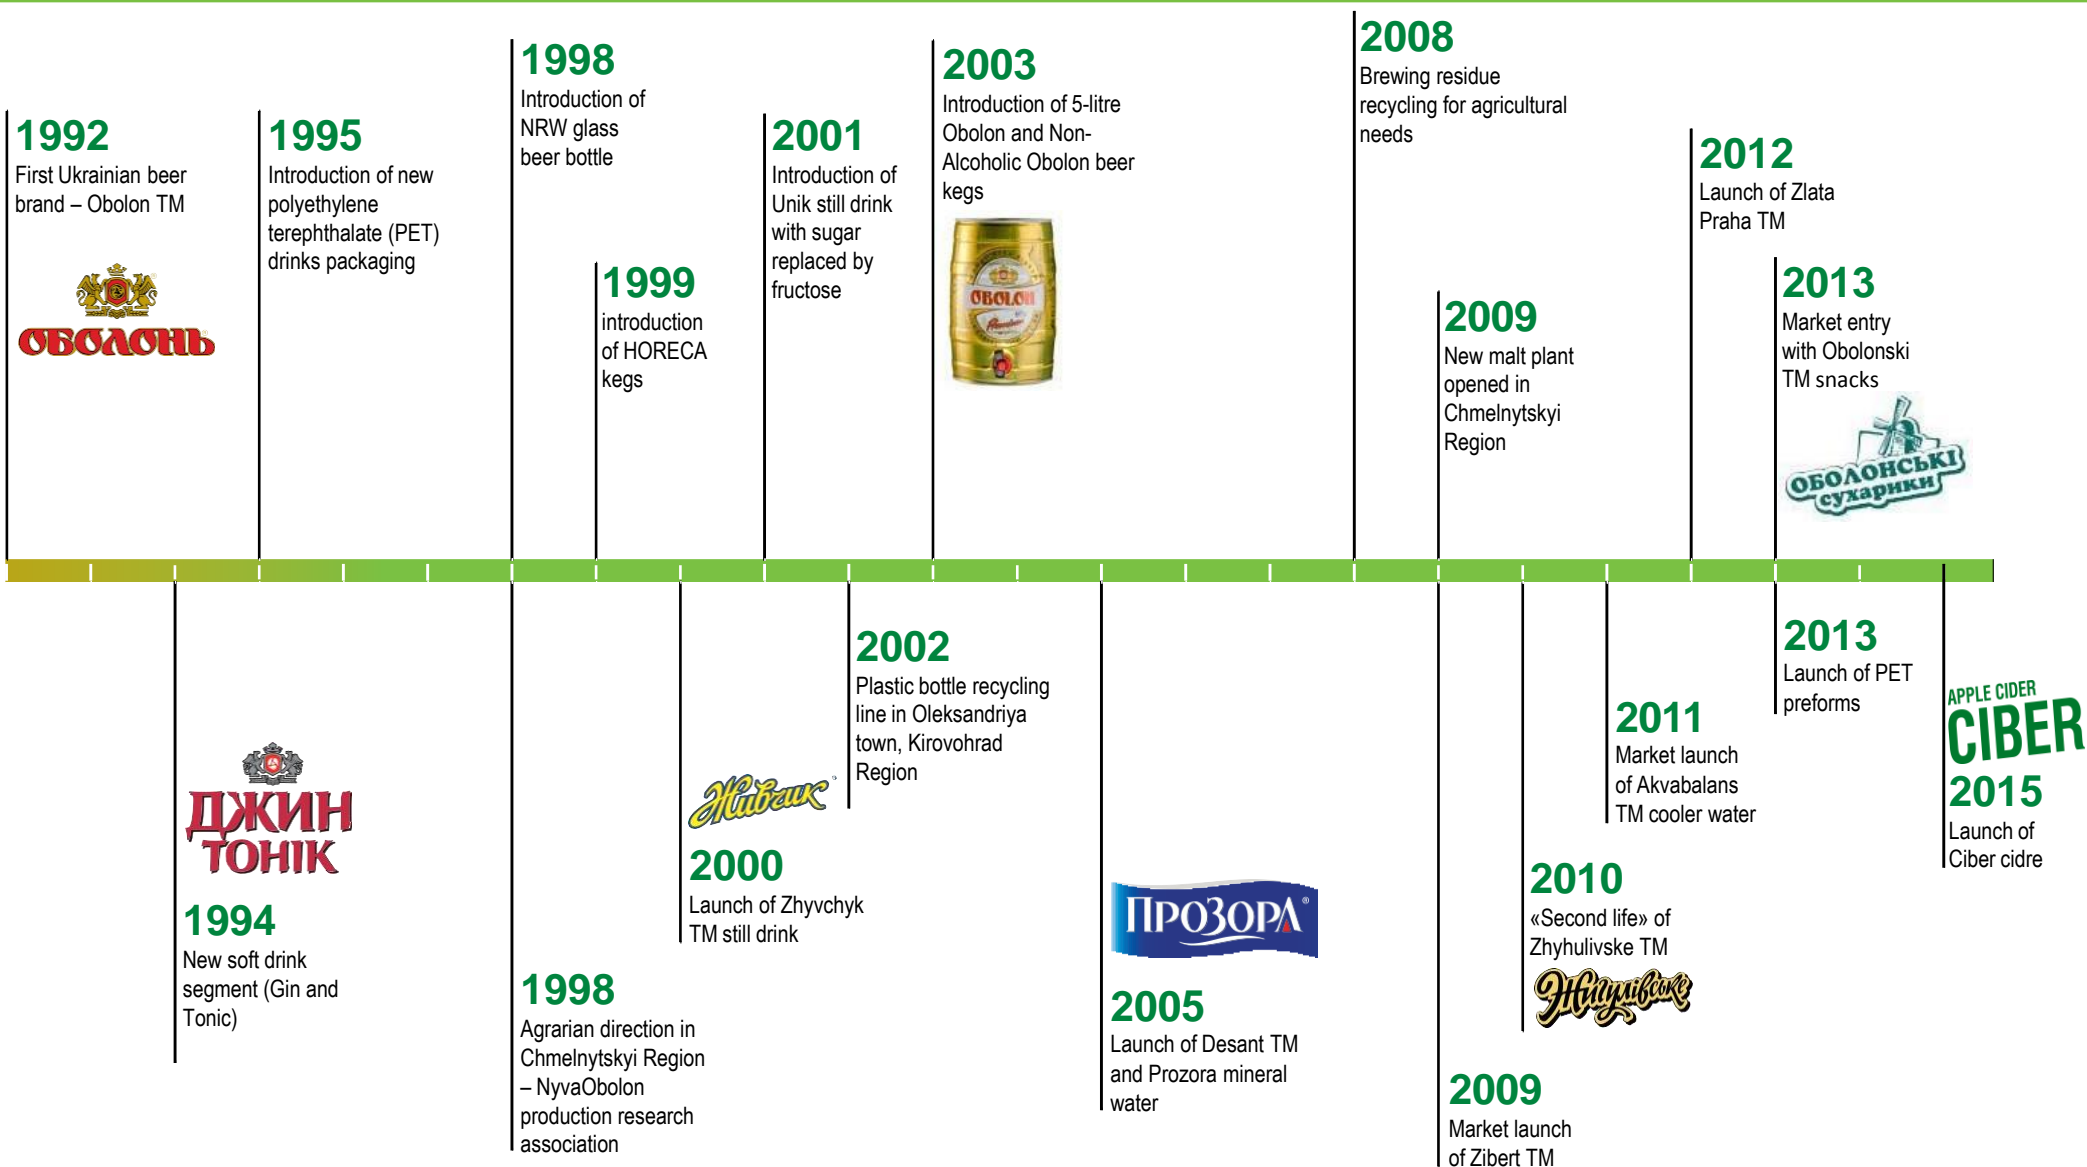 1992
First Ukrainian beer
brand – Obolon TM
ОБОЛОНЬ
1995
Introduction of new
polyethylene
terephthalate (PET)
drinks packaging
1998
Introduction of
NRW glass
beer bottle
1999
introduction
of HORECA
kegs
2001
Introduction of
Unik still drink
with sugar
replaced by
fructose
2003
Introduction of 5-litre
Obolon and Non-
Alcoholic Obolon beer
kegs
OBOLON
2008
Brewing residue
recycling for agricultural
needs
2009
New malt plant
opened in
Chmelnytskyi
Region
2012
Launch of Zlata
Praha TM
2013
Market entry
with Obolonski
TM snacks
ОБОЛОНСЬКІ
сухарики
ДЖИН
ТОНІК
1994
New soft drink
segment (Gin and
Tonic)
1998
Agrarian direction in
Chmelnytskyi Region
– NyvaObolon
production research
association
Живчик
2000
Launch of Zhyvchyk
TM still drink
2002
Plastic bottle recycling
line in Oleksandriya
town, Kirovohrad
Region
ПРОЗОРА®
2005
Launch of Desant TM
and Prozora mineral
water
2009
Market launch
of Zibert TM
2010
«Second life» of
Zhyhulivske TM
Жигулівське
2011
Market launch
of Akvabalans
TM cooler water
2013
Launch of PET
preforms
APPLE CIDER
CIBER
2015
Launch of
Ciber cidre